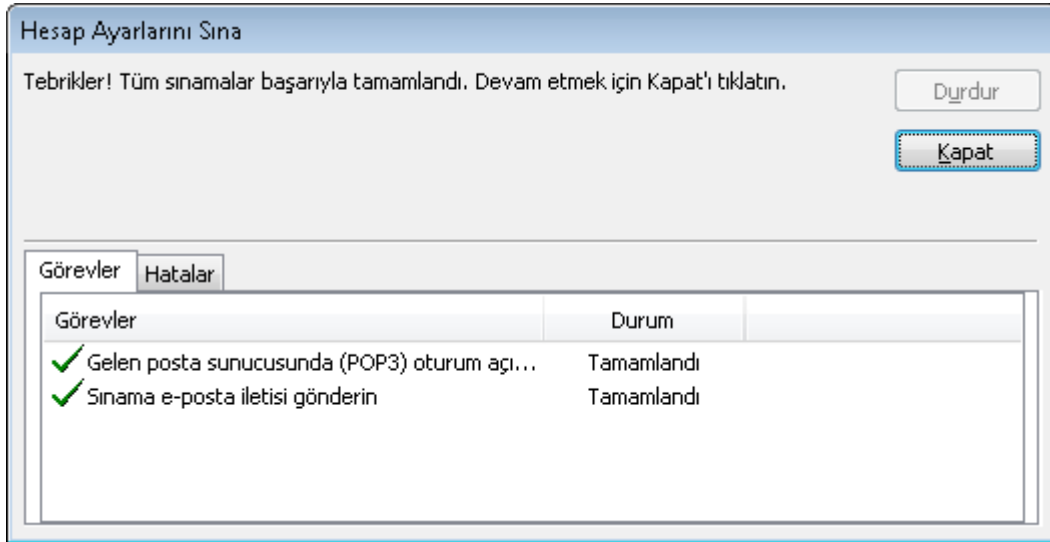 Hesap Ayarlarını Sına
Tebrikler! Tüm sınamalar başarıyla tamamlandı. Devam etmek için Kapat'ı tıklatın.
Durdur
Kapat
Görevler Hatalar
Görevler Durum
Gelen posta sunucusunda (POP3) oturum açı... Tamamlandı
Sınama e-posta iletisi gönderin Tamamlandı